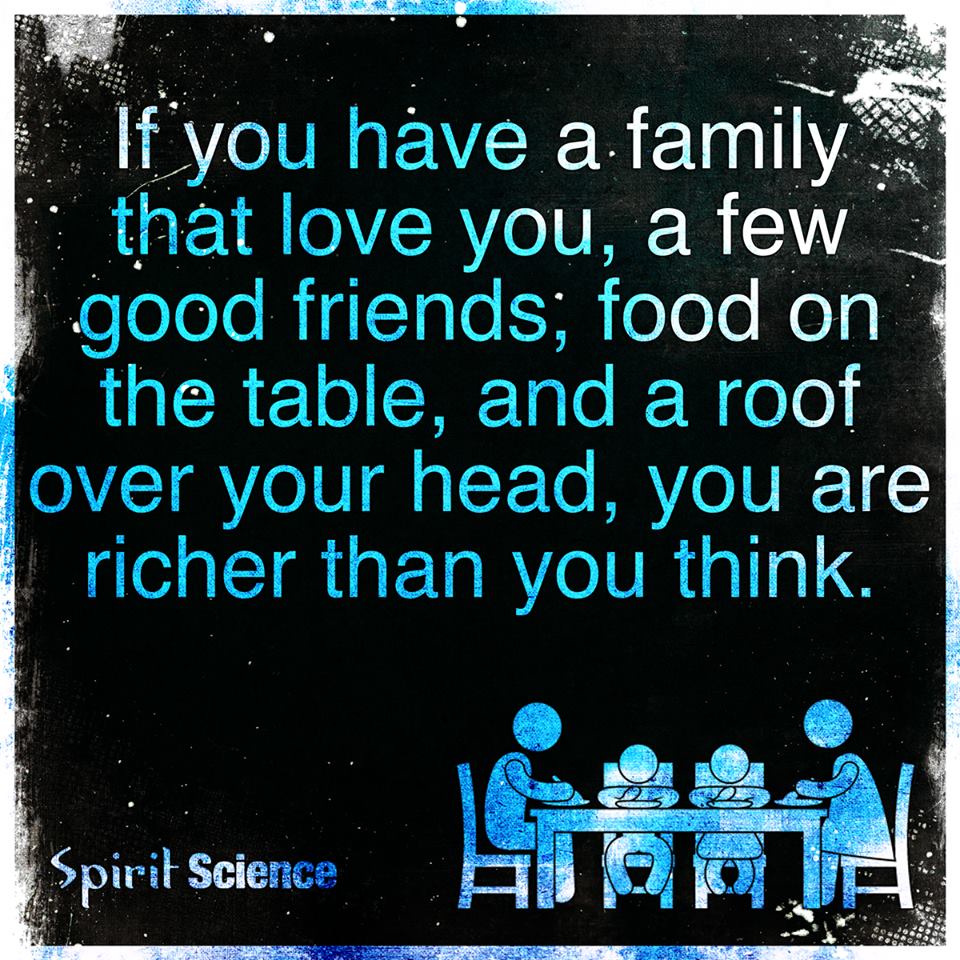 If you have a family
that love you, a few
good friends, food on
the table, and a roof
over your head, you are
richer than you think.
Spirit Science